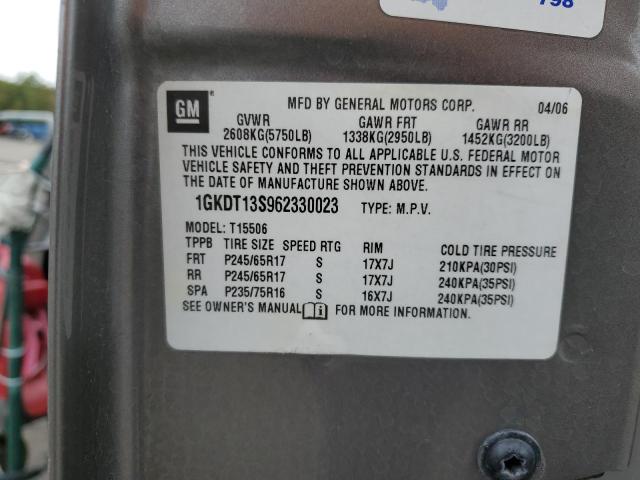 798
GM ®
MFD BY GENERAL MOTORS CORP. 04/06
GVWR GAWR FRT GAWR RR
2608KG(5750LB) 1338KG(2950LB) 1452KG(3200LB)
THIS VEHICLE CONFORMS TO ALL APPLICABLE U.S. FEDERAL MOTOR
VEHICLE SAFETY AND THEFT PREVENTION STANDARDS IN EFFECT ON
THE DATE OF MANUFACTURE SHOWN ABOVE.
1GKDT13S962330023 TYPE: M.P.V.
MODEL: T15506
TPPB TIRE SIZE SPEED RTG RIM COLD TIRE PRESSURE
FRT P245/65R17 S 17X7J 210KPA(30PSI)
RR P245/65R17 S 17X7J 240KPA(35PSI)
SPA P235/75R16 S 16X7J 240KPA(35PSI)
SEE OWNER'S MANUAL i FOR MORE INFORMATION.